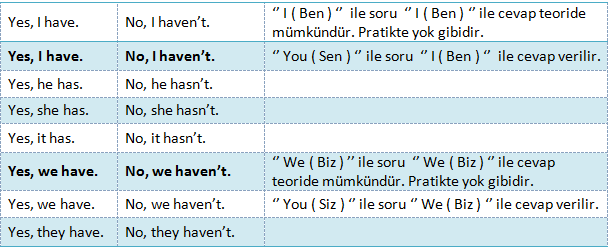 Yes, I have. No, I haven't. “ I ( Ben ) ” ile soru “ I ( Ben ) “ ile cevap teoride
mümkündür. Pratikte yok gibidir.
Yes, I have. No, I haven't. “ You ( Sen ) “ ile soru “ I ( Ben ) “ ile cevap verilir.
Yes, he has. No, he hasn't.
Yes, she has. No, she hasn't.
Yes, it has. No, it hasn't.
Yes, we have. No, we haven't. “ We ( Biz ) “ ile soru “ We ( Biz ) “ ile cevap
teoride mümkündür. Pratikte yok gibidir.
Yes, we have. No, we haven't. “ You ( Siz ) “ ile soru “ We ( Biz ) “ ile cevap verilir.
Yes, they have. No, they haven't.